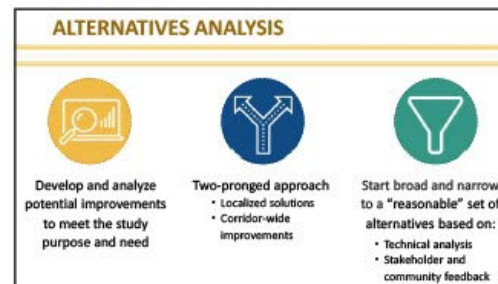 ALTERNATIVES ANALYSIS
Develop and analyze
potential improvements
to meet the study
purpose and need
Two-pronged approach
• Localized solutions
• Corridor-wide
improvements
Start broad and narrow
to a "reasonable" set of
alternatives based on:
• Technical analysis
• Stakeholder and
community feedback